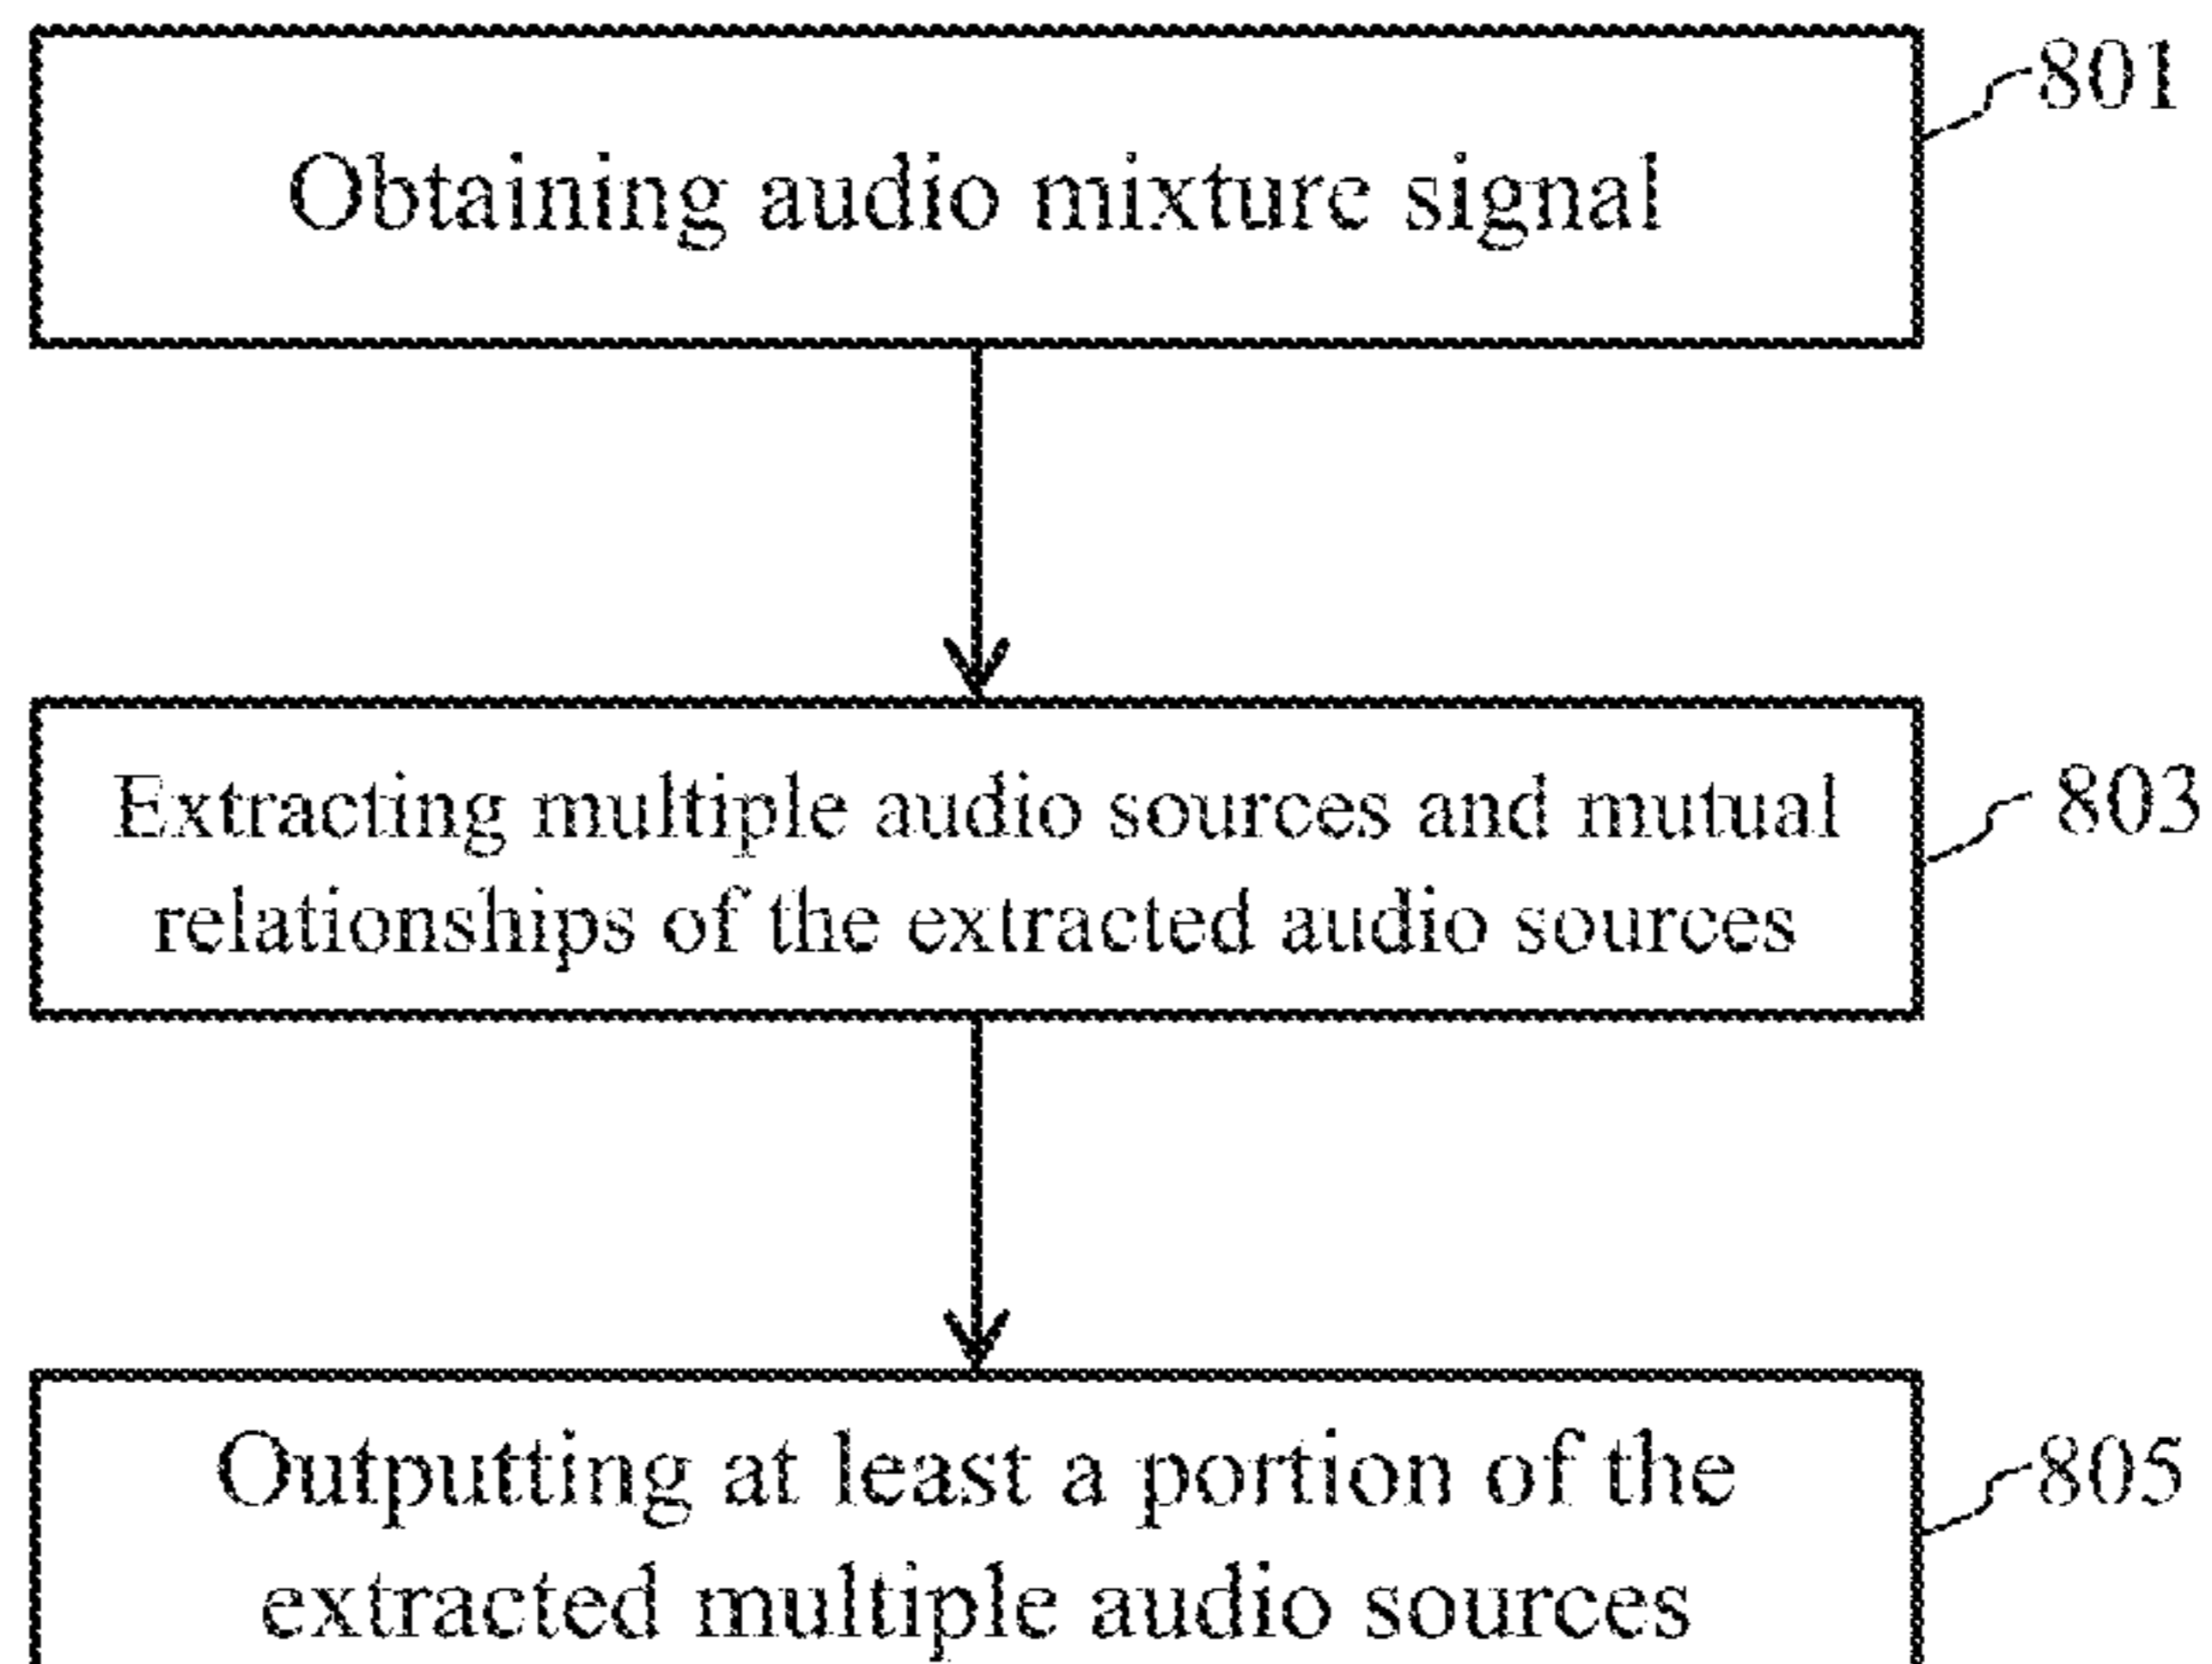 801
Obtaining audio mixture signal
803
Extracting multiple audio sources and mutual
relationships of the extracted audio sources
805
Outputting at least a portion of the
extracted multiple audio sources